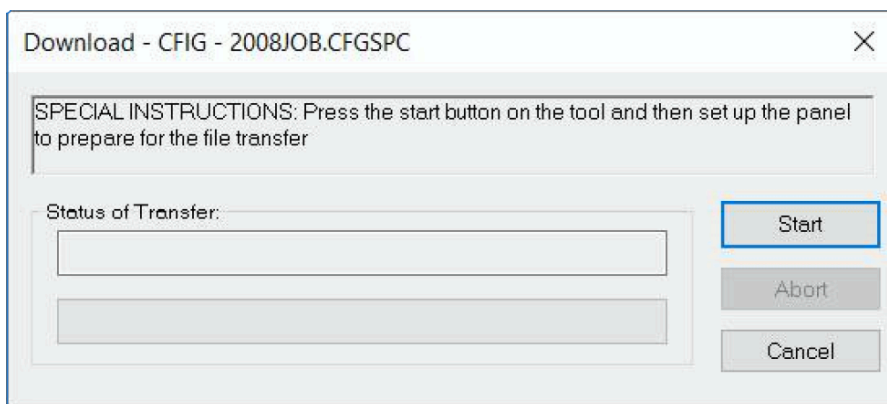 Download - CFIG - 2008JOB.CFGSPC
SPECIAL INSTRUCTIONS: Press the start button on the tool and then set up the panel
to prepare for the file transfer
Status of Transfer:
Start
Abort
Cancel